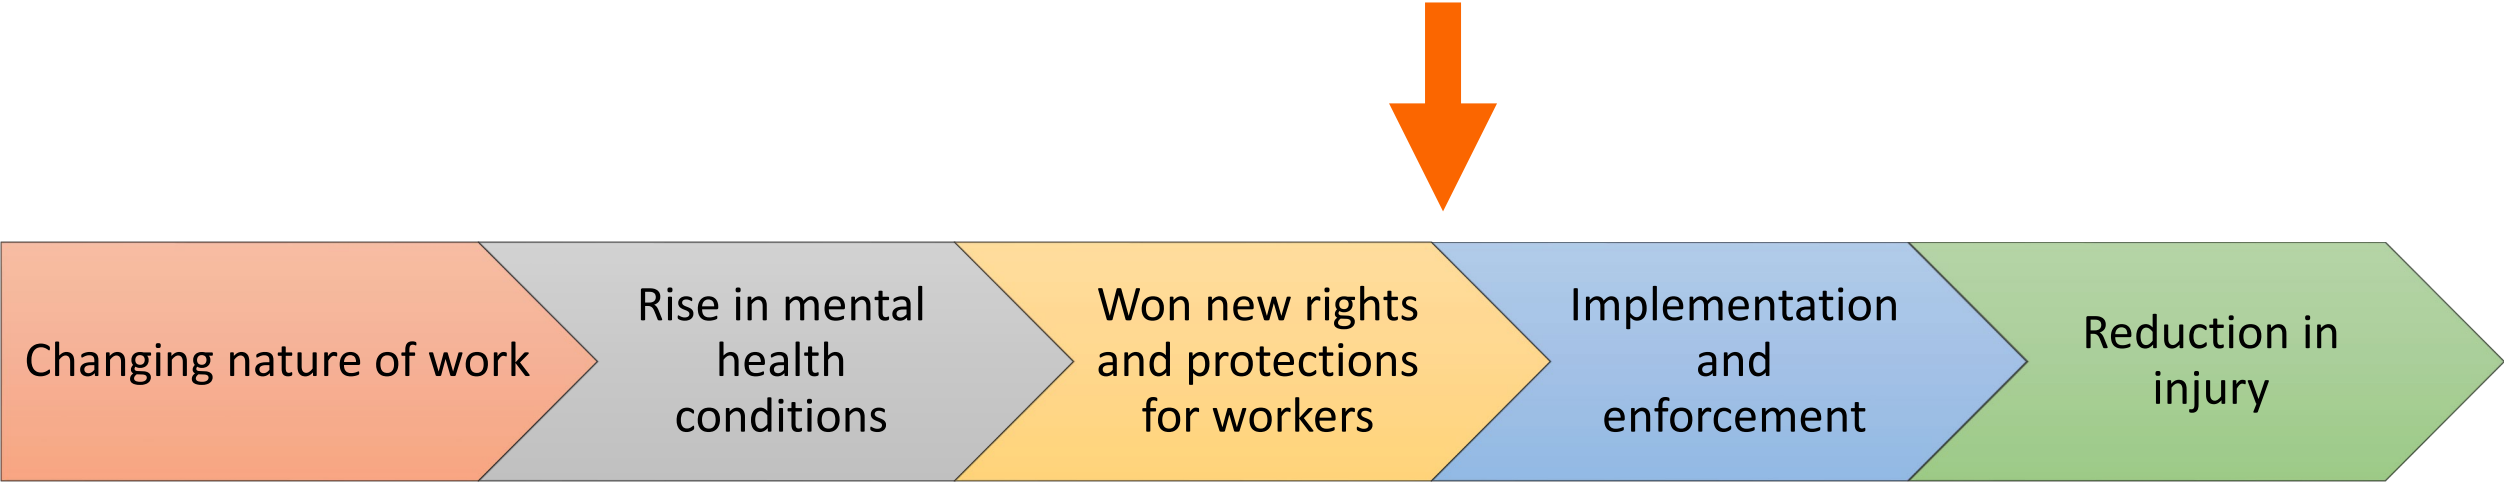 Changing nature of work
Rise in mental
health
conditions
Won new rights
and protections
for workers
Implementation
and
enforcement
Reduction in
injury